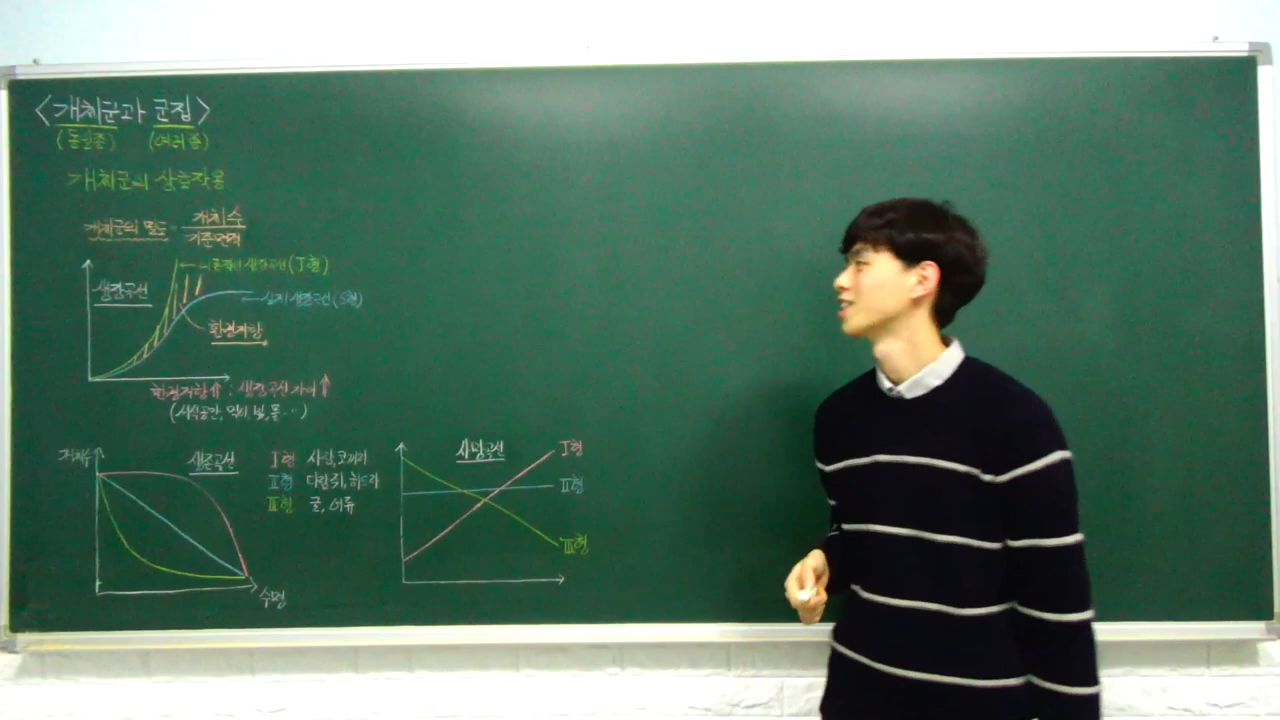 <개체군과 군집>
(동일종) (여러종)
개체군의 상호작용
개체군의 밀도 = 개체수 / 기준면적
생장곡선
이론적 생장곡선 (J형)
실제 생장곡선 (S형)
환경저항
환경저항↑ : 생장곡선 차이↑
(서식공간, 먹이, 빛, 물…)
개체수
생존곡선
I형 사람, 코끼리
II형 다람쥐, 히드라
III형 굴, 어류
수명
사망곡선
I형
II형
III형